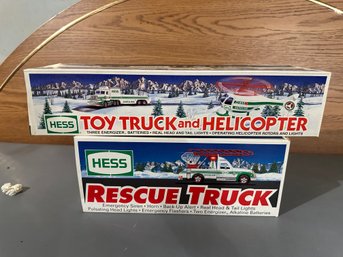 HESS
TOY TRUCK and HELICOPTER
THREE ENERGIZER® BATTERIES • REAL HEAD AND TAIL LIGHTS • OPERATING HELICOPTER ROTORS AND LIGHTS
HESS
RESCUE TRUCK
Emergency Siren • Horn • Back-Up Alert • Real Head & Tail Lights
Pulsating Head Lights • Emergency Flashers • Two Energizer® Alkaline Batteries